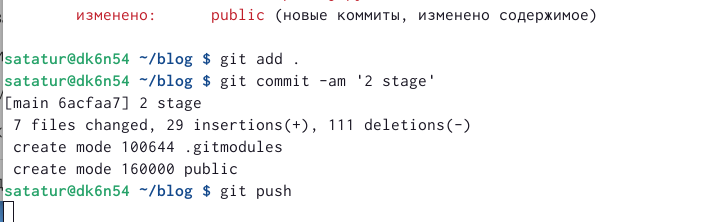 изменено: public (новые коммиты, изменено содержимое)
satatur@dk6n54 ~/blog $ git add .
satatur@dk6n54 ~/blog $ git commit -am '2 stage'
[main 6acfaa7] 2 stage
7 files changed, 29 insertions(+), 111 deletions(-)
create mode 100644 .gitmodules
create mode 160000 public
satatur@dk6n54 ~/blog $ git push